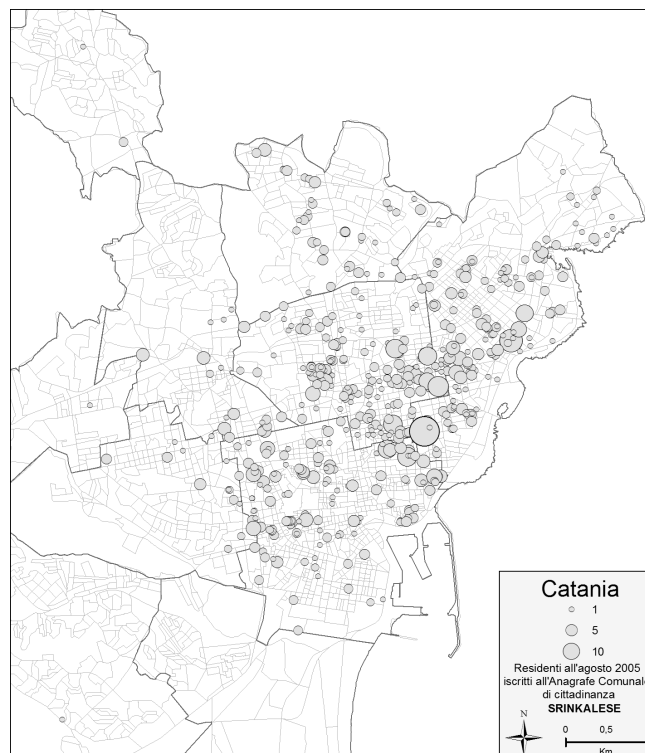 Catania
1
5
10
Residenti all'agosto 2005
iscritti all'Anagrafe Comunale
di cittadinanza
SRINKALESE
N
0 0,5
Km